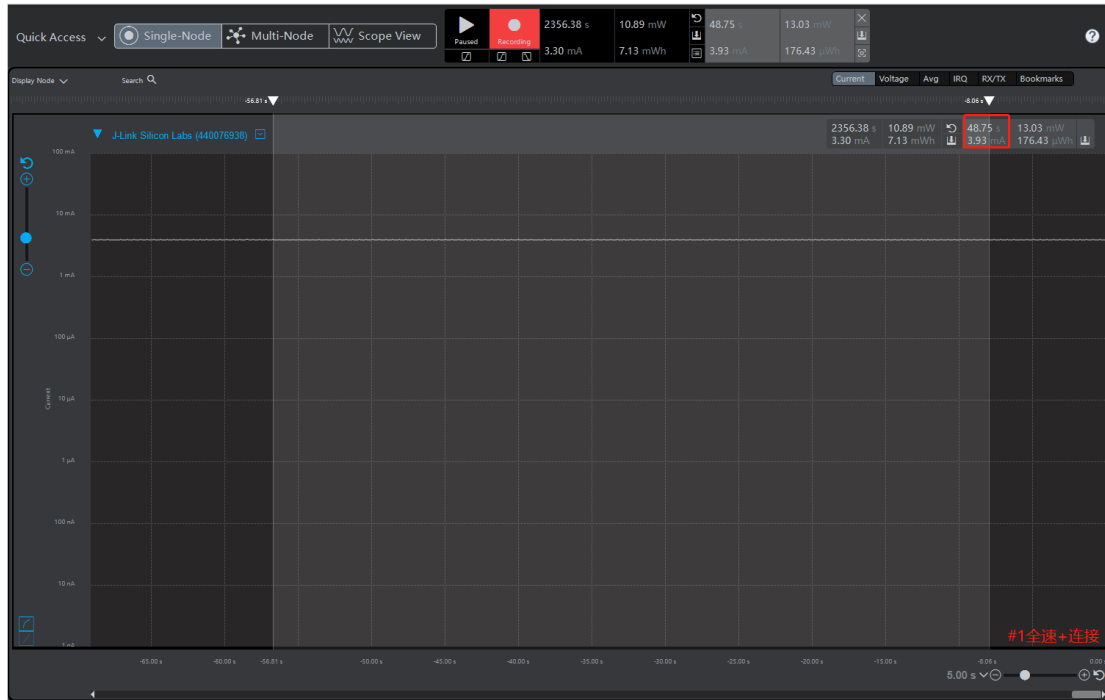 Quick Access
Single-Node
Multi-Node
Scope View
Paused
Recording
2356.38 s
10.89 mW
3.30 mA
7.13 mWh
48.75 s
13.03 mW
3.93 mA
176.43 µWh
Display Node
Search
Current
Voltage
Avg
IRQ
RX/TX
Bookmarks
-56.81 s
-8.06 s
J-Link Silicon Labs (440076938)
2356.38 s
10.89 mW
48.75 s
13.03 mW
3.30 mA
7.13 mWh
3.93 mA
176.43 µWh
100 mA
10 mA
1 mA
100 µA
10 µA
Current
1 µA
100 nA
10 nA
1 nA
#1全速+连接
-65.00 s
-60.00 s
-56.81 s
-50.00 s
-45.00 s
-40.00 s
-35.00 s
-30.00 s
-25.00 s
-20.00 s
-15.00 s
-8.06 s
0.00
5.00 s